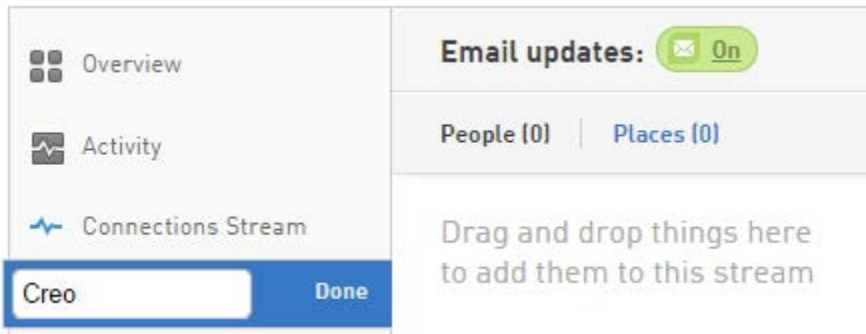 Overview
Activity
Connections Stream
Creo
Done
Email updates: On
People (0)
Places (0)
Drag and drop things here
to add them to this stream